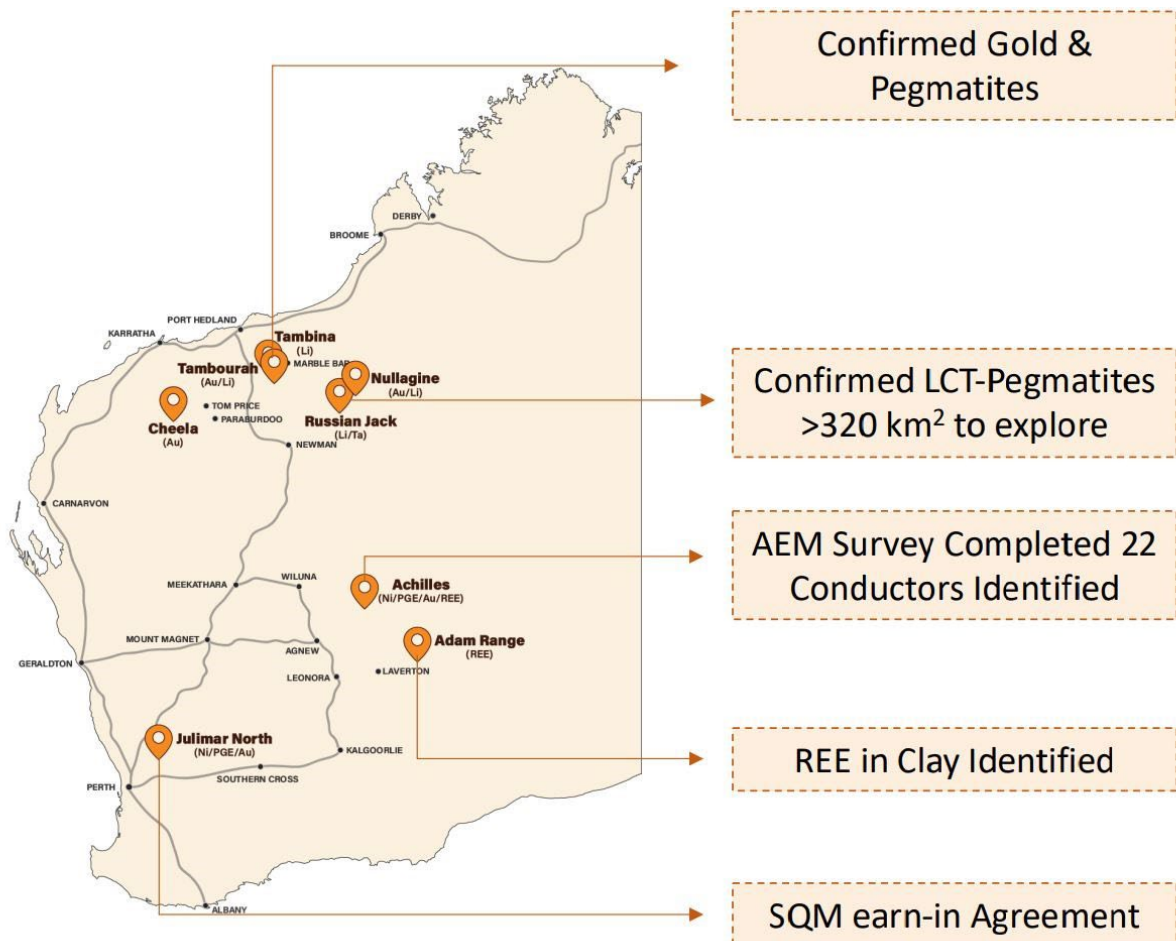 Confirmed Gold &
Pegmatites
DERBY
BROOME
PORT HEDLAND
KARRATHA
Tambina
(Li)
MARBLE BAR
Tambourah
(Au/Li)
Nullagine
(Au/Li)
Confirmed LCT-Pegmatites
>320 km² to explore
Russian Jack
(Li/Ta)
TOM PRICE
PARABURDOO
Cheela
(Au)
NEWMAN
CARNARVON
AEM Survey Completed 22
Conductors Identified
MEEKATHARA
WILUNA
Achilles
(Ni/PGE/Au/REE)
MOUNT MAGNET
AGNEW
Adam Range
(REE)
GERALDTON
LEONORA
LAVERTON
Julimar North
(Ni/PGE/Au)
KALGOORLIE
REE in Clay Identified
SOUTHERN CROSS
PERTH
ALBANY
SQM earn-in Agreement